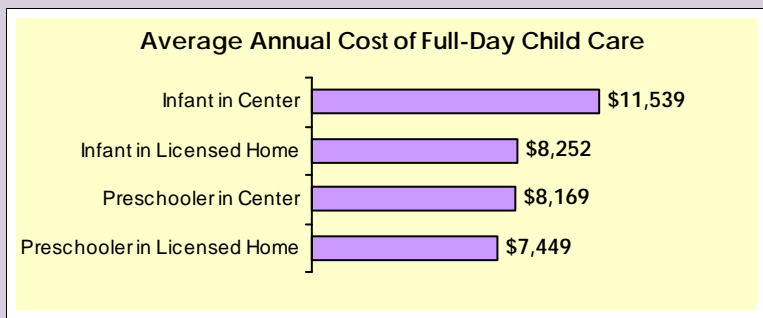 Average Annual Cost of Full-Day Child Care
Infant in Center $11,539
Infant in Licensed Home $8,252
Preschooler in Center $8,169
Preschooler in Licensed Home $7,449